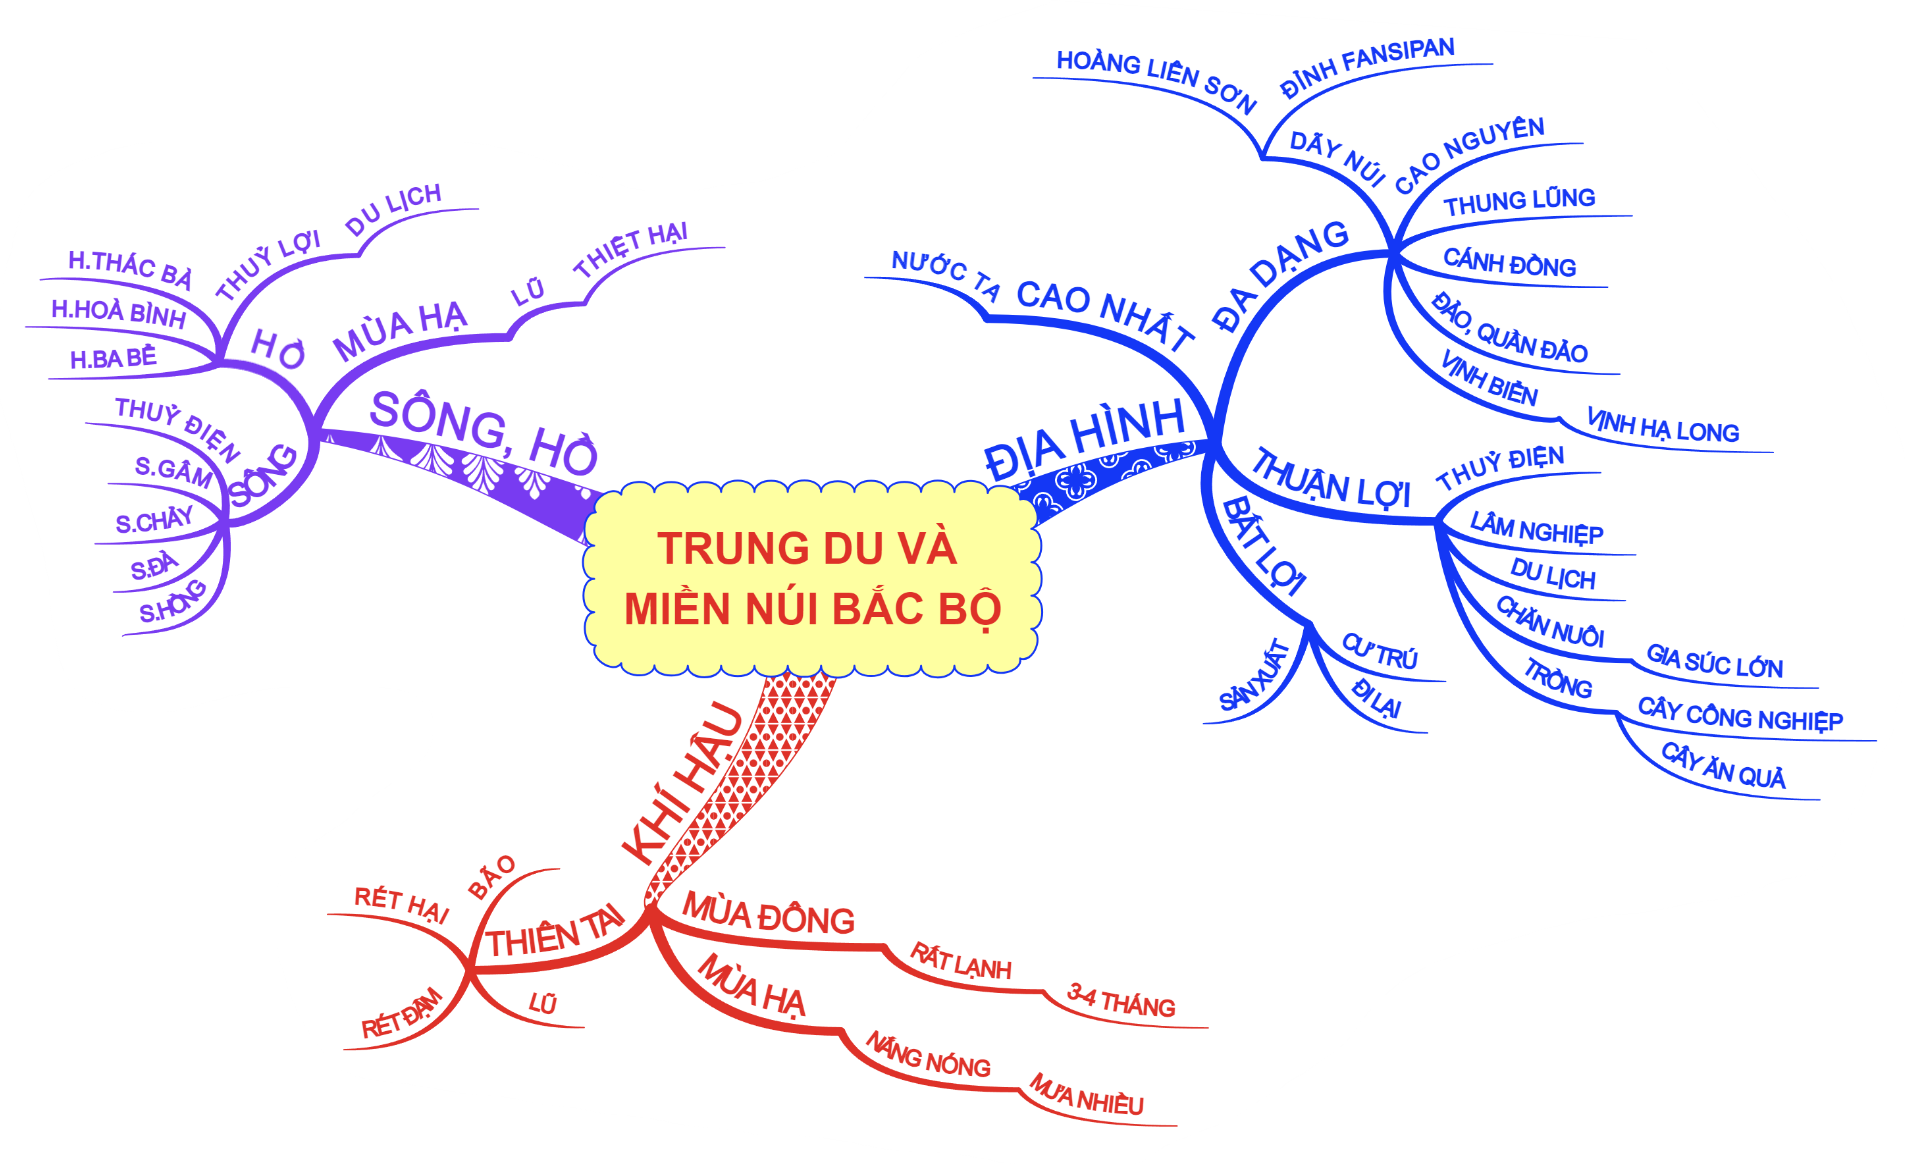 TRUNG DU VÀ
MIỀN NÚI BẮC BỘ
ĐỊA HÌNH
CAO NHẤT
NƯỚC TA
ĐA DẠNG
DÃY NÚI
HOÀNG LIÊN SƠN
ĐỈNH FANSIPAN
CAO NGUYÊN
THUNG LŨNG
CÁNH ĐỒNG
ĐẢO, QUẦN ĐẢO
VỊNH BIỂN
VỊNH HẠ LONG
THUẬN LỢI
THUỶ ĐIỆN
LÂM NGHIỆP
DU LỊCH
CHĂN NUÔI
GIA SÚC LỚN
TRỒNG
CÂY CÔNG NGHIỆP
CÂY ĂN QUẢ
BẤT LỢI
CƯ TRÚ
ĐI LẠI
SẢN XUẤT
KHÍ HẬU
MÙA ĐÔNG
RẤT LẠNH
3-4 THÁNG
MÙA HẠ
NẮNG NÓNG
MƯA NHIỀU
THIÊN TAI
BÃO
RÉT HẠI
RÉT ĐẬM
LŨ
SÔNG, HỒ
SÔNG
THUỶ ĐIỆN
S.GÂM
S.CHẢY
S.ĐÀ
S.HỒNG
HỒ
H.THÁC BÀ
H.HOÀ BÌNH
H.BA BỂ
THUỶ LỢI
DU LỊCH
MÙA HẠ
LŨ
THIỆT HẠI